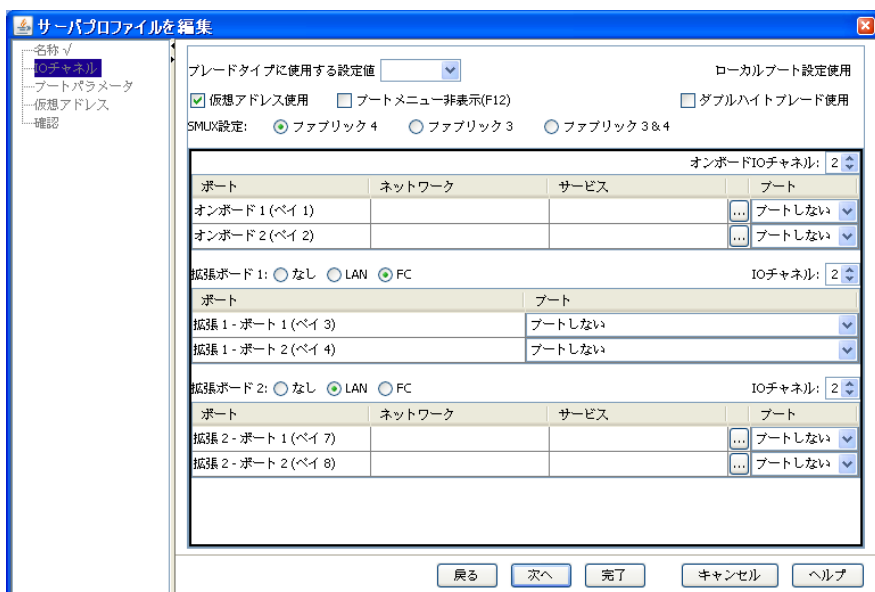 サーバプロファイルを編集
名称 √
IOチャネル
ブートパラメータ
仮想アドレス
確認
ブレードタイプに使用する設定値 ローカルブート設定使用
仮想アドレス使用 ブートメニュー非表示(F12) ダブルハイトブレード使用
SMUX設定: ファブリック 4 ファブリック 3 ファブリック 3 & 4
オンボードIOチャネル: 2
ポート ネットワーク サービス ブート
オンボード 1 (ベイ 1) ... ブートしない
オンボード 2 (ベイ 2) ... ブートしない
拡張ボード 1: なし LAN FC IOチャネル: 2
ポート ブート
拡張 1 - ポート 1 (ベイ 3) ブートしない
拡張 1 - ポート 2 (ベイ 4) ブートしない
拡張ボード 2: なし LAN FC IOチャネル: 2
ポート ネットワーク サービス ブート
拡張 2 - ポート 1 (ベイ 7) ... ブートしない
拡張 2 - ポート 2 (ベイ 8) ... ブートしない
戻る 次へ 完了 キャンセル ヘルプ